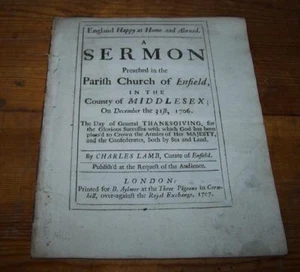 England Happy at Home and Abroad.
A
SERMON
Preached in the
Parish Church of Enfield,
IN THE
County of MIDDLESEX;
On December the 31st, 1706.
The Day of General THANKSGIVING, for
the Glorious Successes with which God has been
pleas'd to Crown the Armies of Her MAJESTY,
and the Confederates, both by Sea and Land.
By CHARLES LAMB, Curate of Enfield,
Publish'd at the Request of the Audience.
LONDON:
Printed for B. Aylmer at the Three Pigeons in Corn-
hill, over-against the Royal Exchange, 1707.